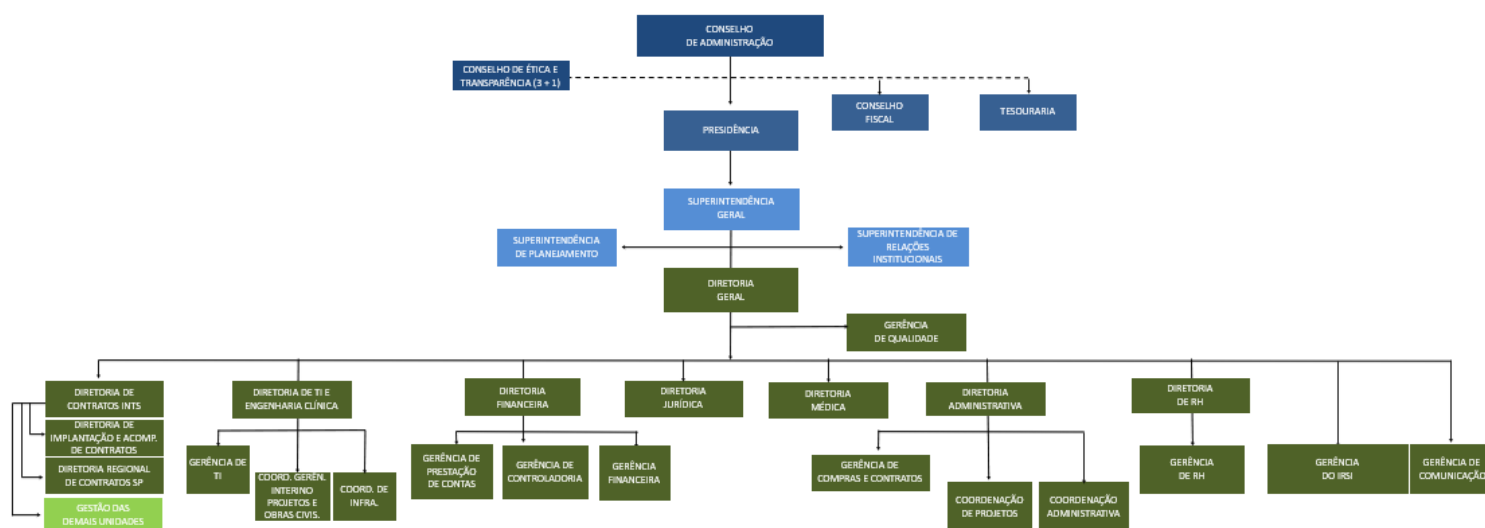 CONSELHO
DE ADMINISTRAÇÃO
CONSELHO DE ÉTICA E
TRANSPARÊNCIA (3 + 1)
CONSELHO
FISCAL
TESOURARIA
PRESIDÊNCIA
SUPERINTENDÊNCIA
GERAL
SUPERINTENDÊNCIA
DE PLANEJAMENTO
SUPERINTENDÊNCIA DE
RELAÇÕES
INSTITUCIONAIS
DIRETORIA
GERAL
GERÊNCIA
DE QUALIDADE
DIRETORIA DE
CONTRATOS INTS
DIRETORIA DE TI E
ENGENHARIA CLÍNICA
DIRETORIA
FINANCEIRA
DIRETORIA
JURÍDICA
DIRETORIA
MÉDICA
DIRETORIA
ADMINISTRATIVA
DIRETORIA
DE RH
DIRETORIA DE
IMPLANTAÇÃO E ACOMP.
DE CONTRATOS
DIRETORIA REGIONAL
DE CONTRATOS SP
GESTÃO DAS
DEMAIS UNIDADES
GERÊNCIA DE
TI
COORD. GERÊN.
INTERINO
PROJETOS E
OBRAS CIVIS.
COORD. DE
INFRA.
GERÊNCIA DE
PRESTAÇÃO
DE CONTAS
GERÊNCIA DE
CONTROLADORIA
GERÊNCIA
FINANCEIRA
GERÊNCIA DE
COMPRAS E CONTRATOS
COORDENAÇÃO
DE PROJETOS
COORDENAÇÃO
ADMINISTRATIVA
GERÊNCIA
DE RH
GERÊNCIA
DO IRSI
GERÊNCIA DE
COMUNICAÇÃO